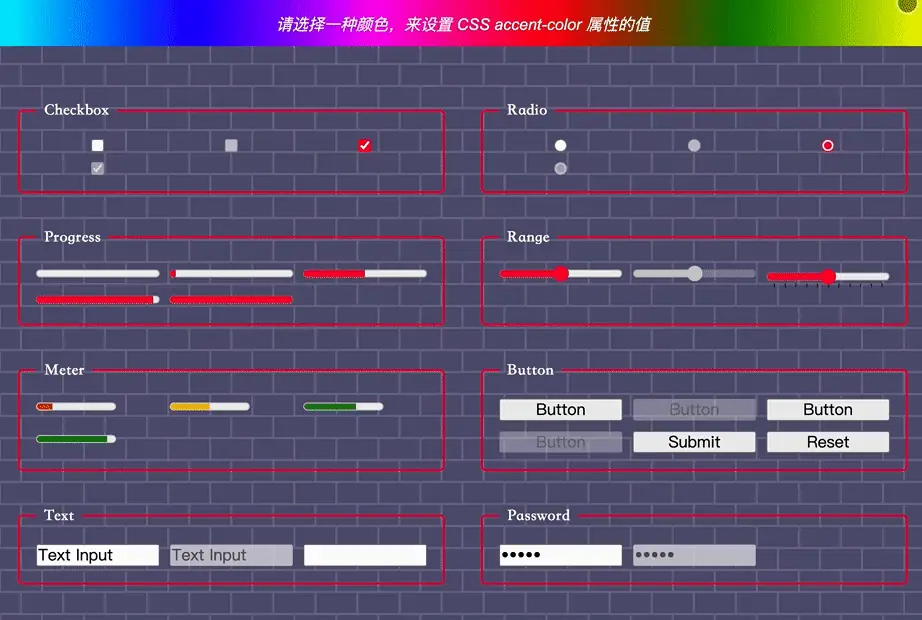 请选择一种颜色，来设置 CSS accent-color 属性的值
Checkbox
Radio
Progress
Range
Meter
Button
Button Button Button
Button Submit Reset
Text
Password
Text Input Text Input